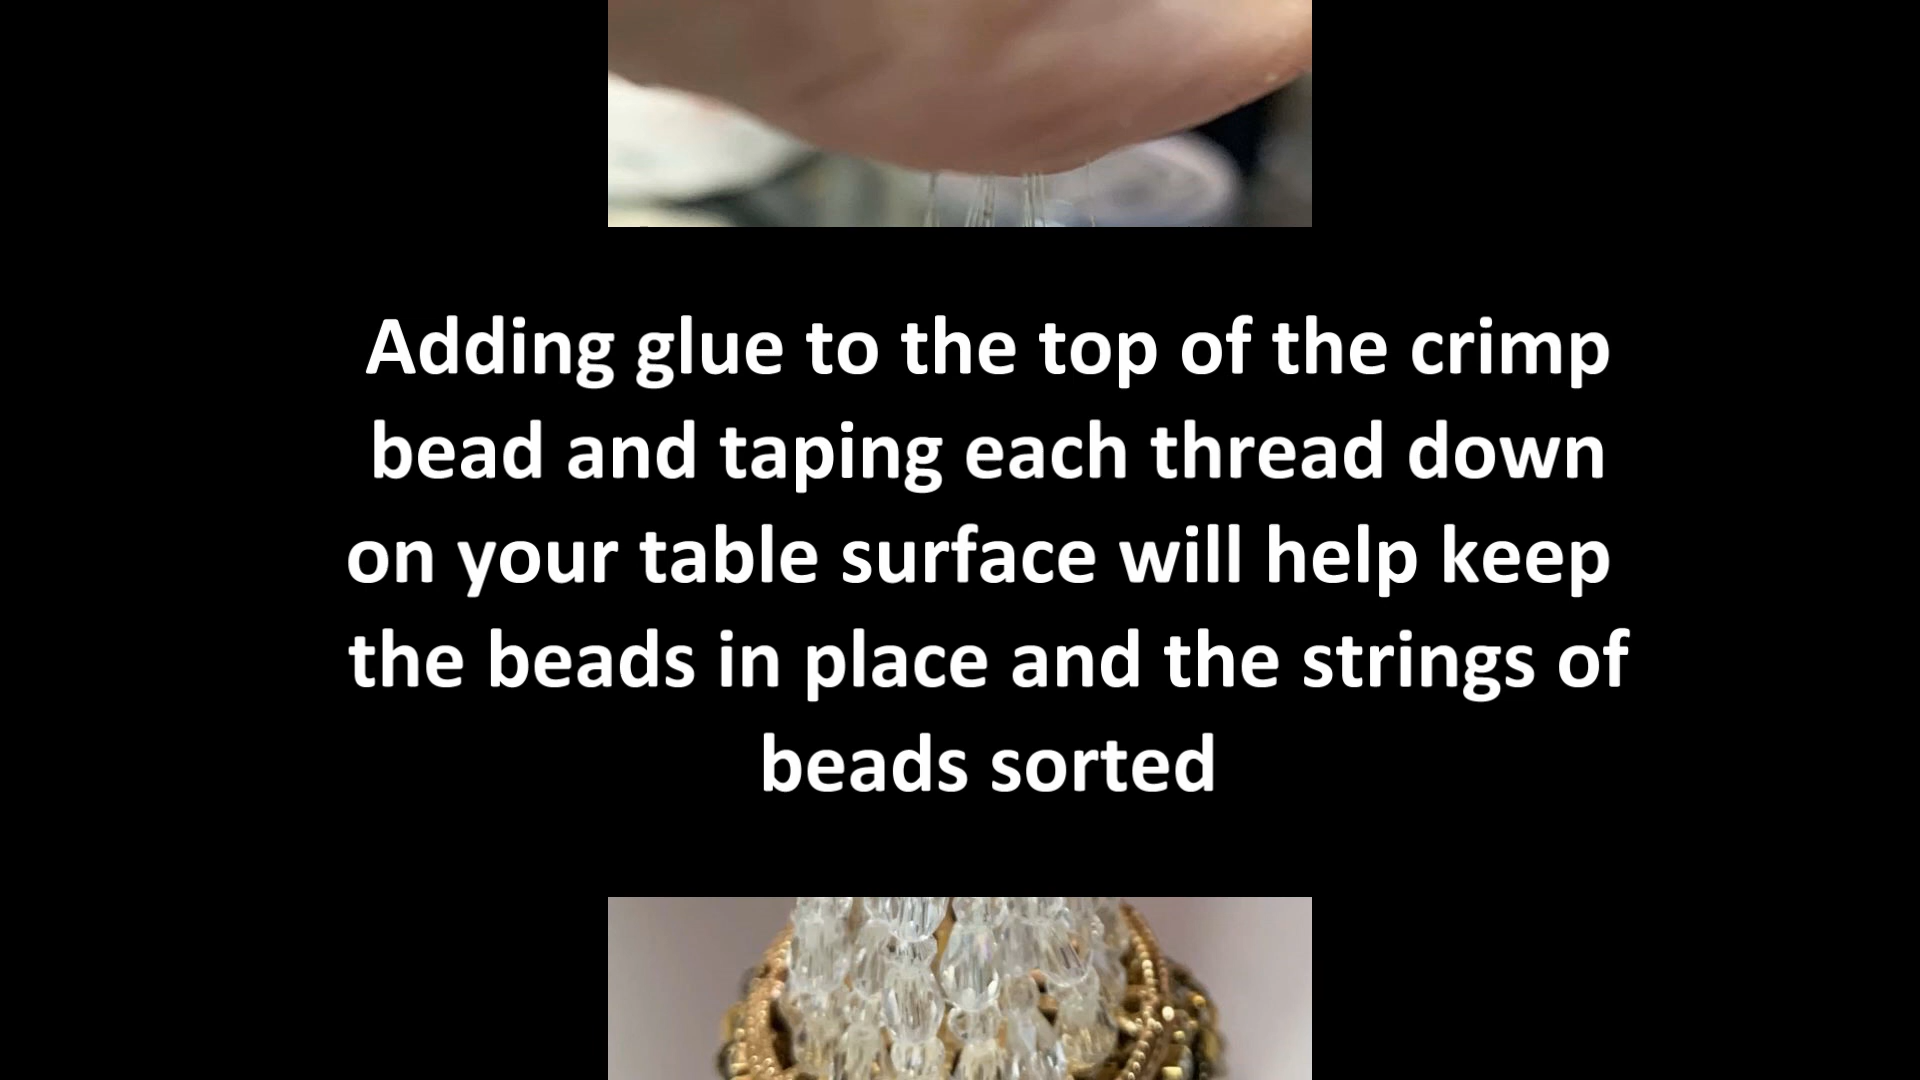 Adding glue to the top of the crimp
bead and taping each thread down
on your table surface will help keep
the beads in place and the strings of
beads sorted